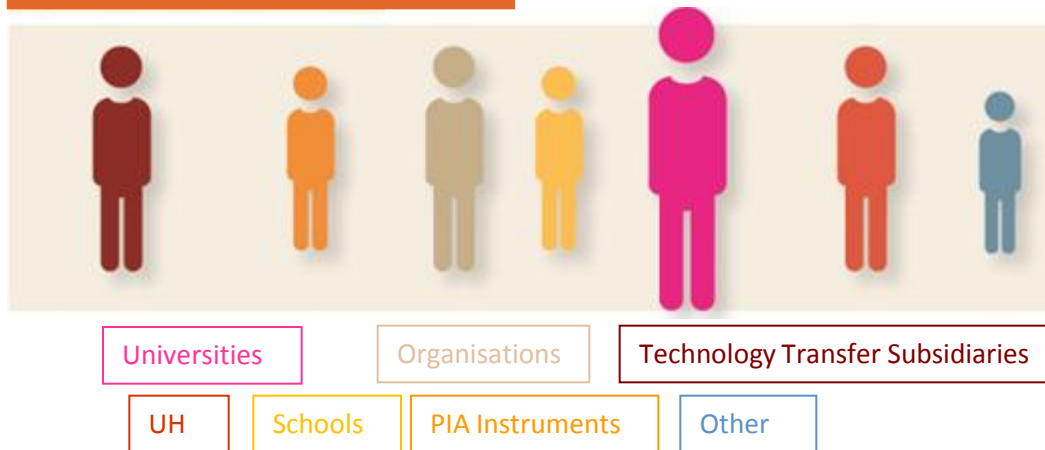 Universities
Organisations
Technology Transfer Subsidiaries
UH
Schools
PIA Instruments
Other